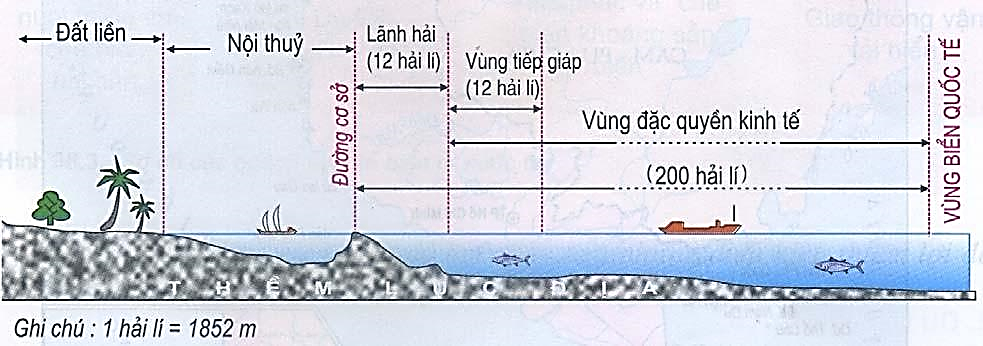 Đất liền
Nội thuỷ
Lãnh hải
(12 hải lí)
Vùng tiếp giáp
(12 hải lí)
Vùng đặc quyền kinh tế
(200 hải lí)
Đường cơ sở
VÙNG BIỂN QUỐC TẾ
THỀM LỤC ĐỊA
Ghi chú : 1 hải lí = 1852 m